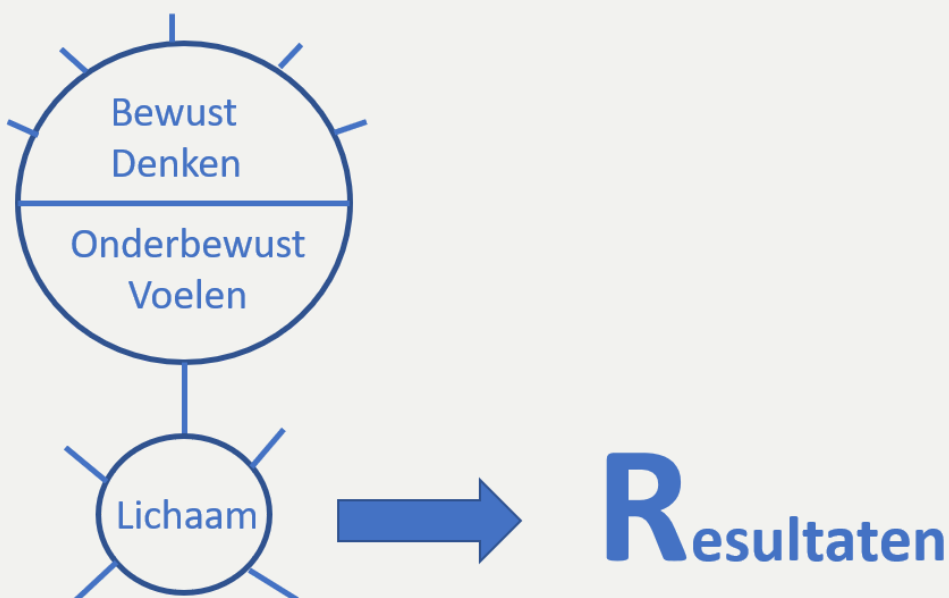 Bewust
Denken
Onderbewust
Voelen
Lichaam
Resultaten